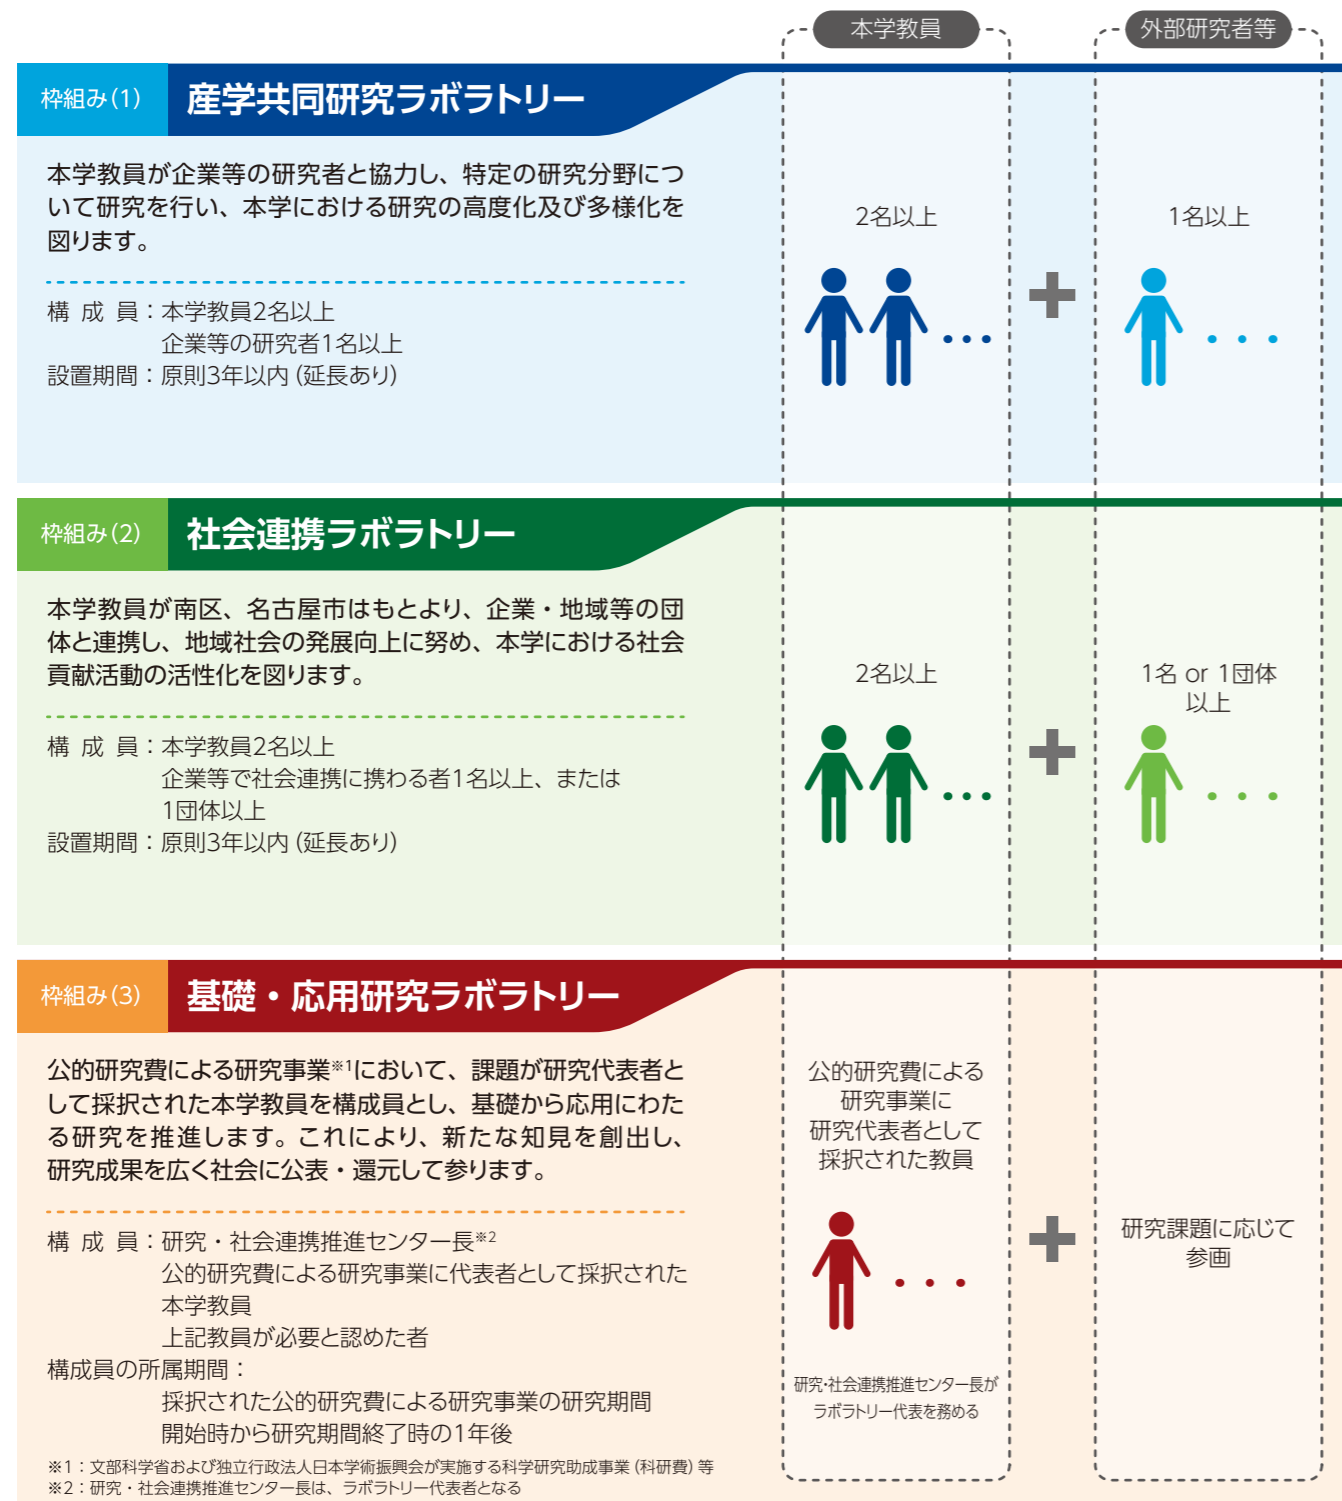 本学教員
外部研究者等
枠組み(1)
産学共同研究ラボラトリー
本学教員が企業等の研究者と協力し、特定の研究分野につ
いて研究を行い、本学における研究の高度化及び多様化を
図ります。
構成員：本学教員2名以上
企業等の研究者1名以上
設置期間：原則3年以内(延長あり)
2名以上
1名以上
枠組み(2)
社会連携ラボラトリー
本学教員が南区、名古屋市はもとより、企業・地域等の団
体と連携し、地域社会の発展向上に努め、本学における社会
貢献活動の活性化を図ります。
構成員：本学教員2名以上
企業等で社会連携に携わる者1名以上、または
1団体以上
設置期間：原則3年以内(延長あり)
2名以上
1名 or 1団体
以上
枠組み(3)
基礎・応用研究ラボラトリー
公的研究費による研究事業※1において、課題が研究代表者と
して採択された本学教員を構成員とし、基礎から応用にわた
る研究を推進します。これにより、新たな知見を創出し、
研究成果を広く社会に公表・還元して参ります。
構成員：研究・社会連携推進センター長※2
公的研究費による研究事業に代表者として採択された
本学教員
上記教員が必要と認めた者
構成員の所属期間：
採択された公的研究費による研究事業の研究期間
開始時から研究期間終了時の1年後
※1：文部科学省および独立行政法人日本学術振興会が実施する科学研究助成事業(科研費)等
※2：研究・社会連携推進センター長は、ラボラトリー代表者となる
公的研究費による
研究事業に
研究代表者として
採択された教員
研究・社会連携推進センター長が
ラボラトリー代表を務める
研究課題に応じて
参画